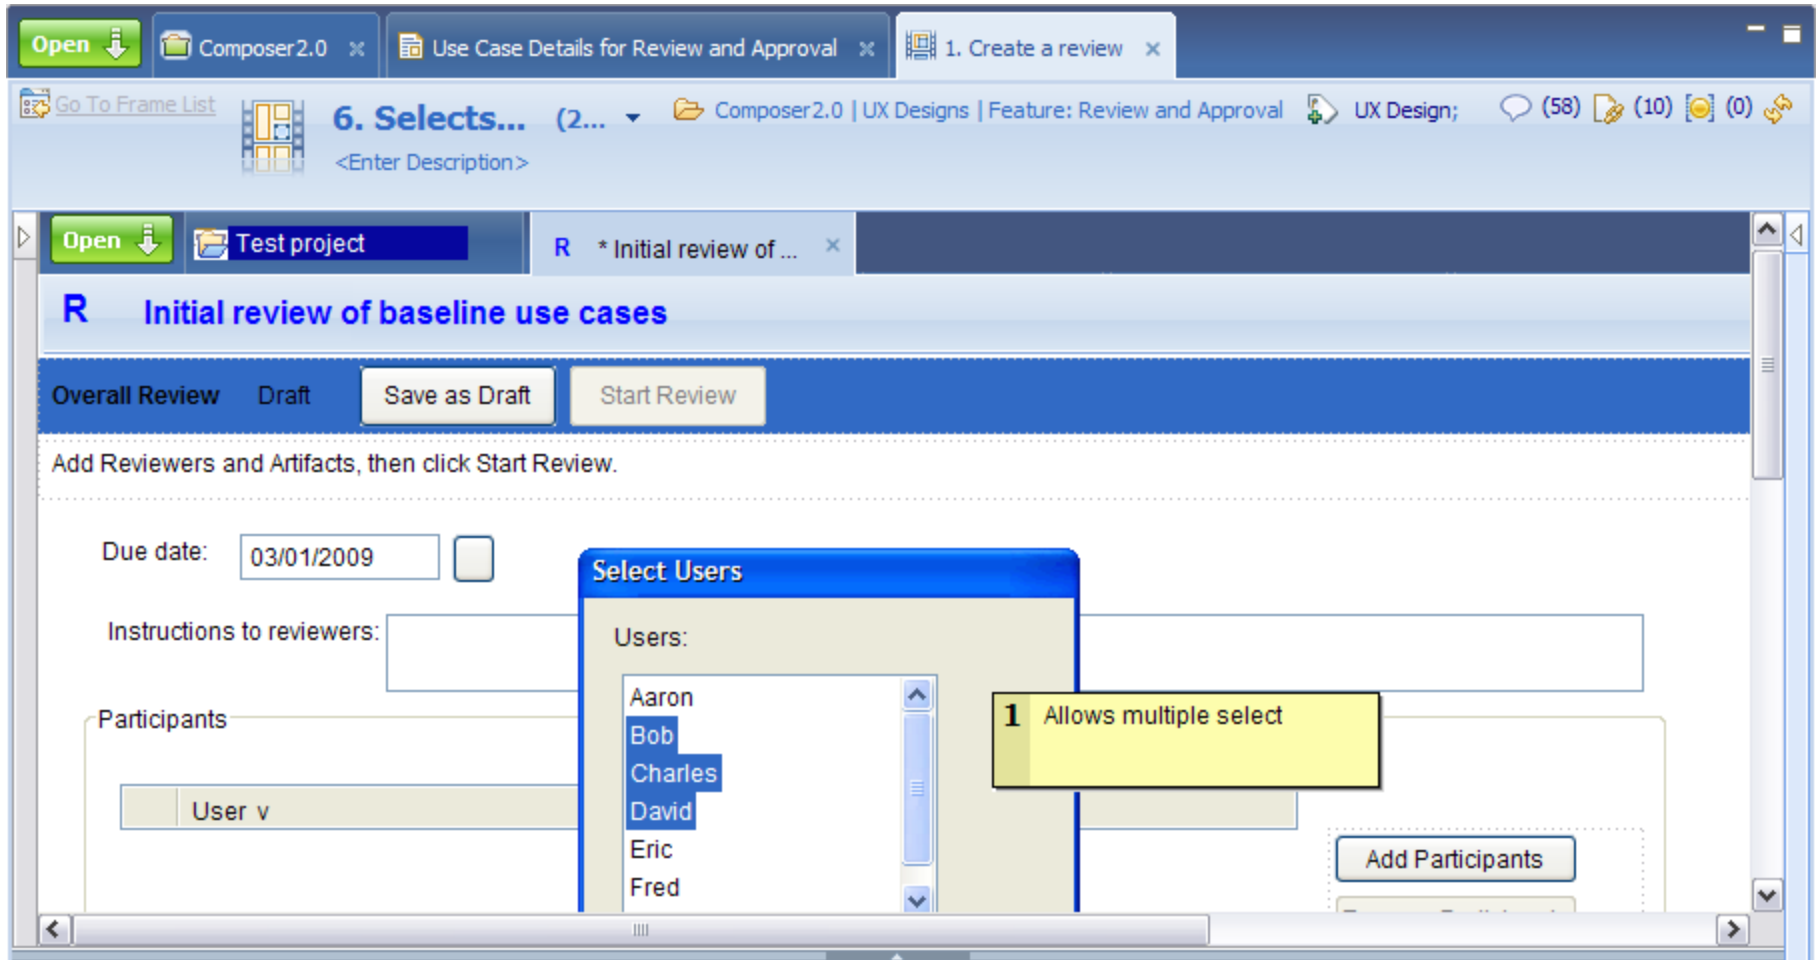 Open Composer2.0 Use Case Details for Review and Approval 1. Create a review
Go To Frame List 6. Selects... (2... Composer2.0 | UX Designs | Feature: Review and Approval UX Design; (58) (10) (0)
<Enter Description>
Open Test project R * Initial review of ...
R Initial review of baseline use cases
Overall Review Draft Save as Draft Start Review
Add Reviewers and Artifacts, then click Start Review.
Due date: 03/01/2009
Select Users
Instructions to reviewers:
Users:
Aaron
Bob
Charles
David
Eric
Fred
1 Allows multiple select
Participants
User v
Add Participants